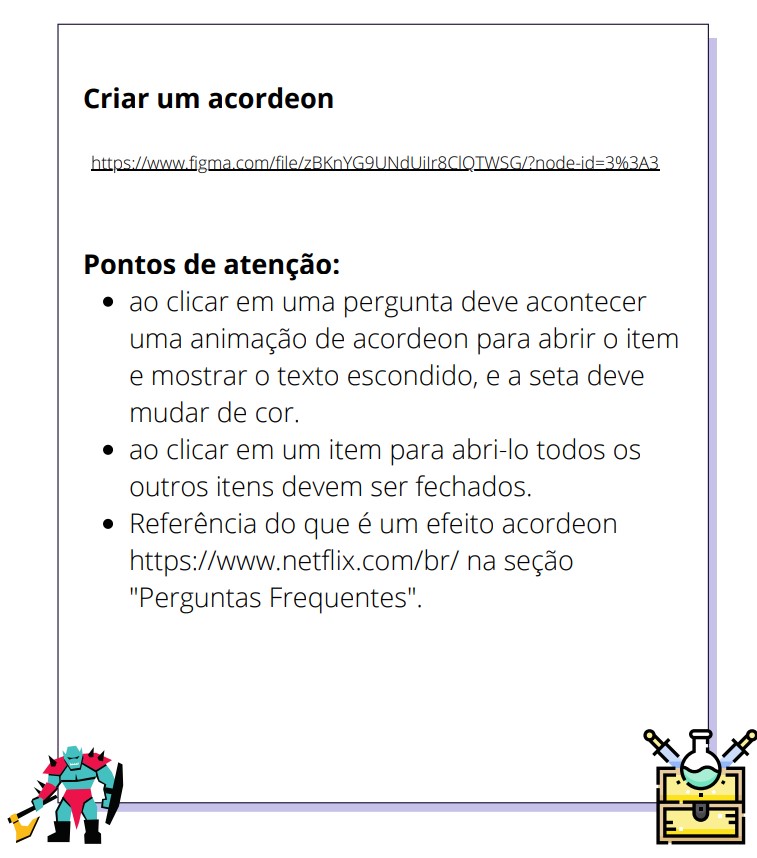 Criar um acordeon
https://www.figma.com/file/zBKnYG9UNdUiIr8ClQTWSG/?node-id=3%3A3
Pontos de atenção:
ao clicar em uma pergunta deve acontecer
uma animação de acordeon para abrir o item
e mostrar o texto escondido, e a seta deve
mudar de cor.
ao clicar em um item para abri-lo todos os
outros itens devem ser fechados.
Referência do que é um efeito acordeon
https://www.netflix.com/br/ na seção
"Perguntas Frequentes".